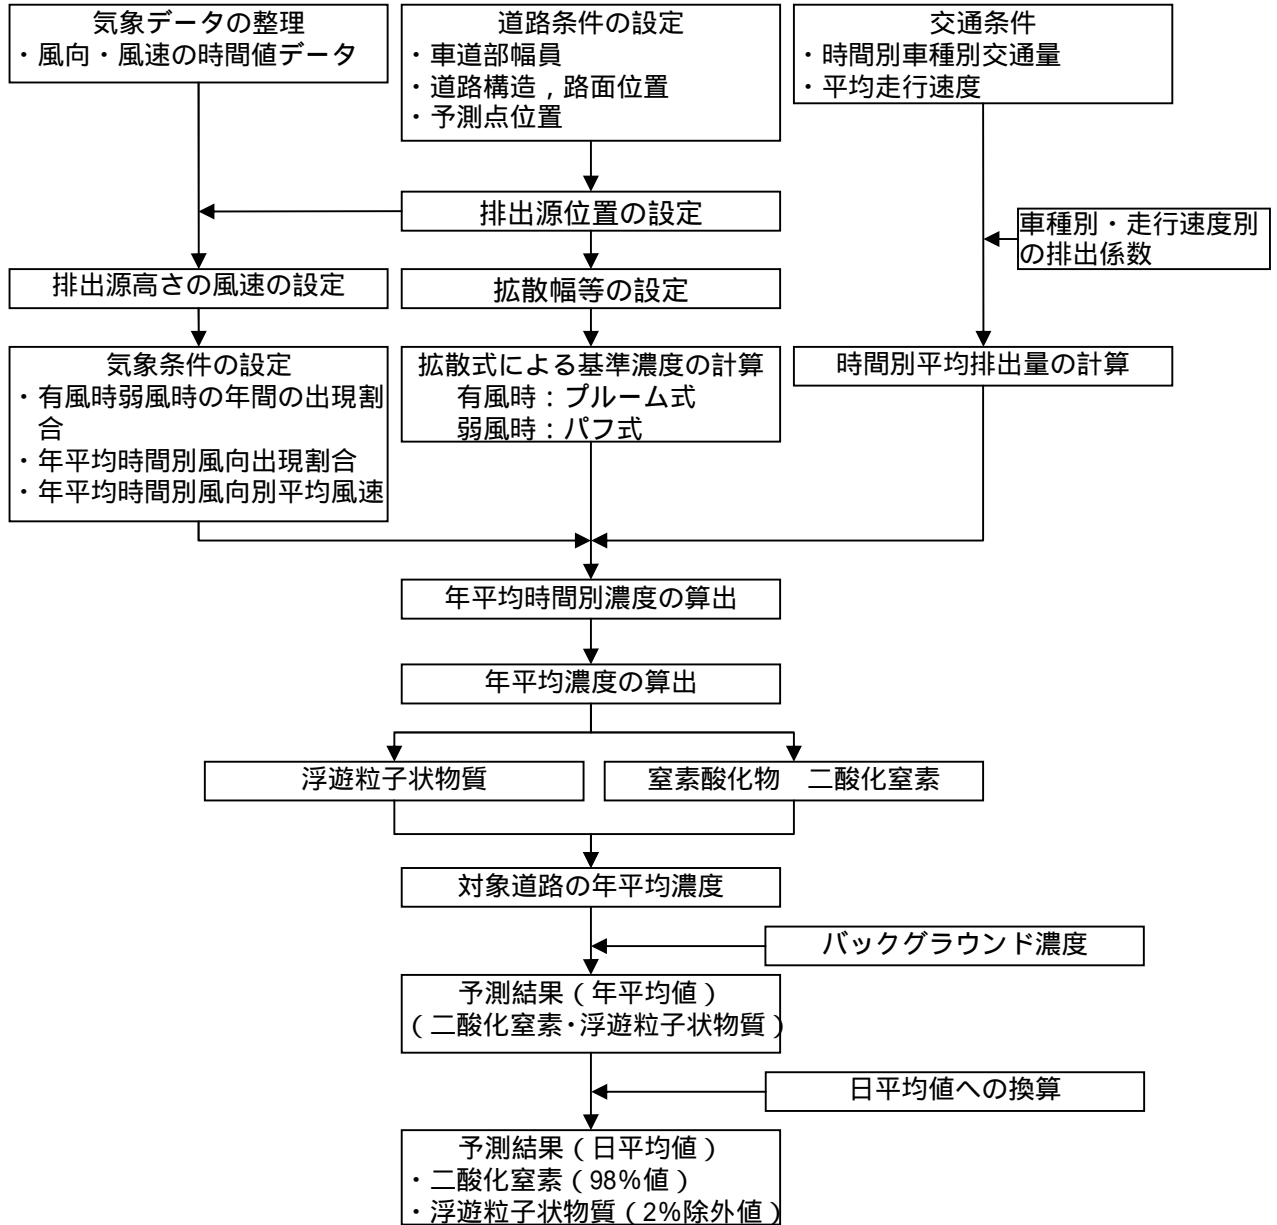 気象データの整理
・風向・風速の時間値データ
道路条件の設定
・車道部幅員
・道路構造，路面位置
・予測点位置
交通条件
・時間別車種別交通量
・平均走行速度
排出源位置の設定
車種別・走行速度別
の排出係数
排出源高さの風速の設定
拡散幅等の設定
気象条件の設定
・有風時弱風時の年間の出現割
合
・年平均時間別風向出現割合
・年平均時間別風向別平均風速
拡散式による基準濃度の計算
有風時：プルーム式
弱風時：パフ式
時間別平均排出量の計算
年平均時間別濃度の算出
年平均濃度の算出
浮遊粒子状物質
窒素酸化物　二酸化窒素
対象道路の年平均濃度
バックグラウンド濃度
予測結果（年平均値）
（二酸化窒素・浮遊粒子状物質）
日平均値への換算
予測結果（日平均値）
・二酸化窒素（98%値）
・浮遊粒子状物質（2%除外値）